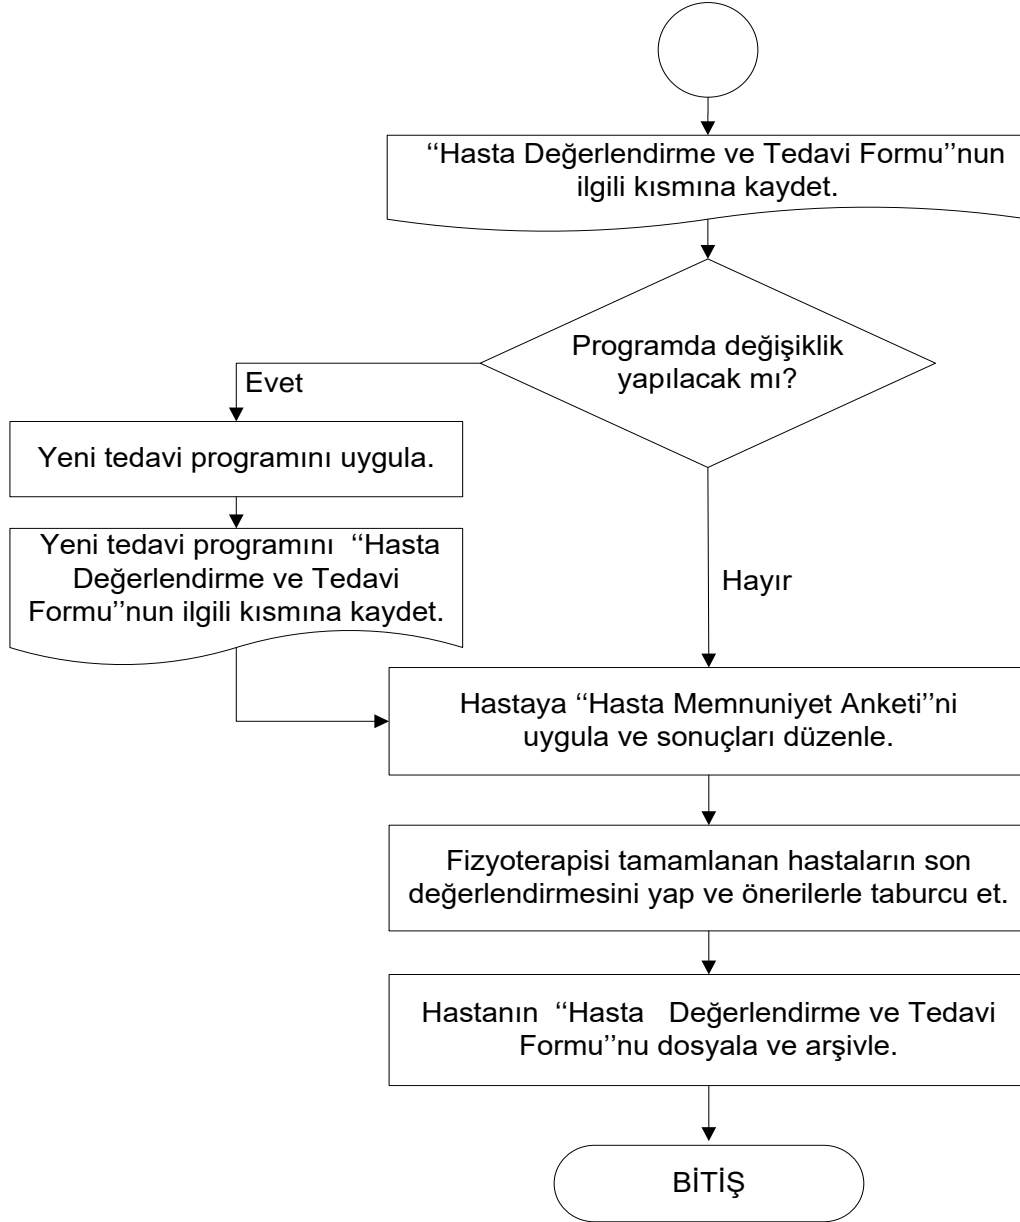 ‘‘Hasta Değerlendirme ve Tedavi Formu’’nun
ilgili kısmına kaydet.
Programda değişiklik
yapılacak mı?
Evet
Yeni tedavi programını uygula.
Yeni tedavi programını ‘‘Hasta
Değerlendirme ve Tedavi
Formu’’nun ilgili kısmına kaydet.
Hayır
Hastaya ‘‘Hasta Memnuniyet Anketi’’ni
uygula ve sonuçları düzenle.
Fizyoterapisi tamamlanan hastaların son
değerlendirmesini yap ve önerilerle taburcu et.
Hastanın ‘‘Hasta Değerlendirme ve Tedavi
Formu’’nu dosyala ve arşivle.
BİTİŞ